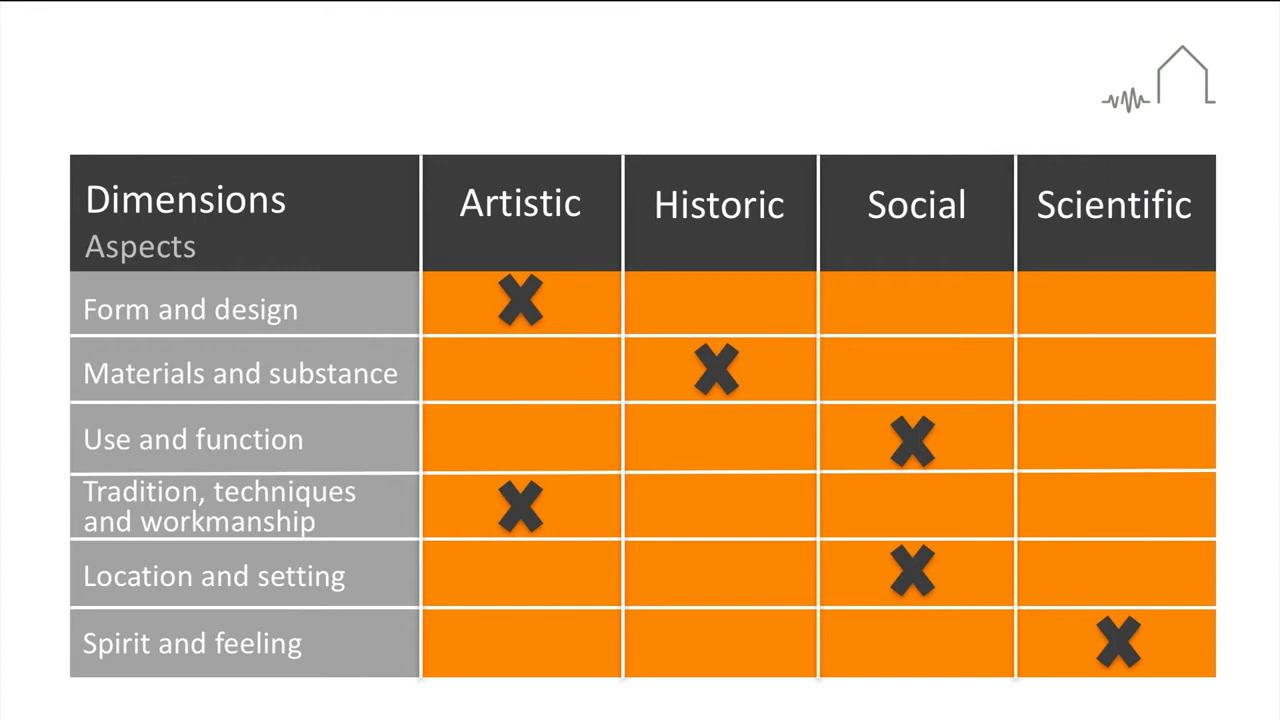 Dimensions
Artistic
Historic
Social
Scientific
Aspects
Form and design
Materials and substance
Use and function
Tradition, techniques
and workmanship
Location and setting
Spirit and feeling